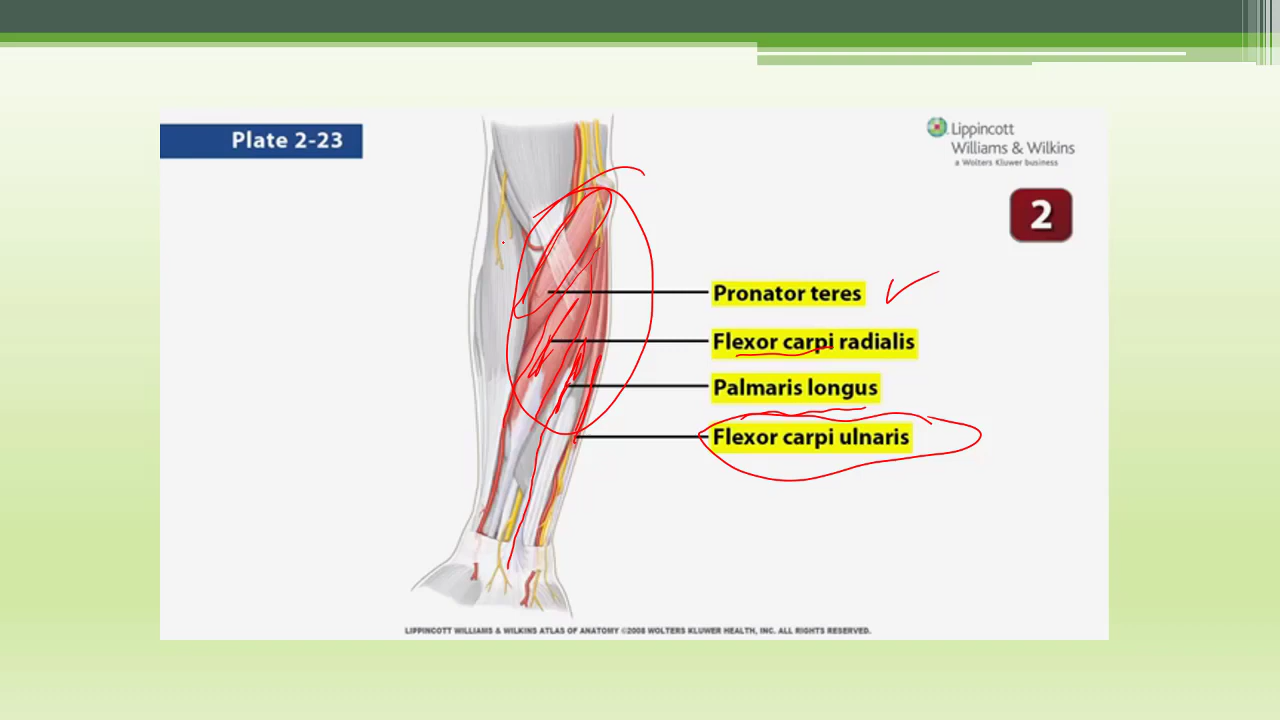 Plate 2-23
Lippincott
Williams & Wilkins
a Wolters Kluwer business
2
Pronator teres
Flexor carpi radialis
Palmaris longus
Flexor carpi ulnaris
LIPPINCOTT WILLIAMS & WILKINS ATLAS OF ANATOMY ©2008 WOLTERS KLUWER HEALTH, INC. ALL RIGHTS RESERVED.